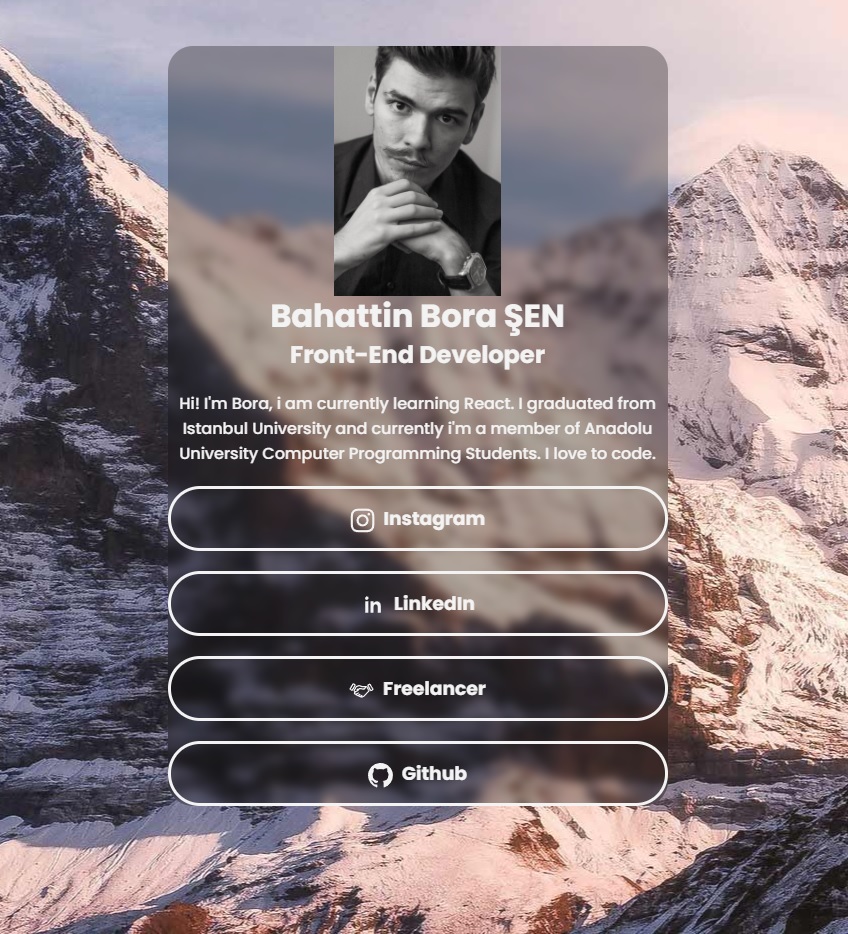 Bahattin Bora ŞEN
Front-End Developer
Hi! I'm Bora, i am currently learning React. I graduated from
Istanbul University and currently i'm a member of Anadolu
University Computer Programming Students. I love to code.
Instagram
in LinkedIn
Freelancer
Github